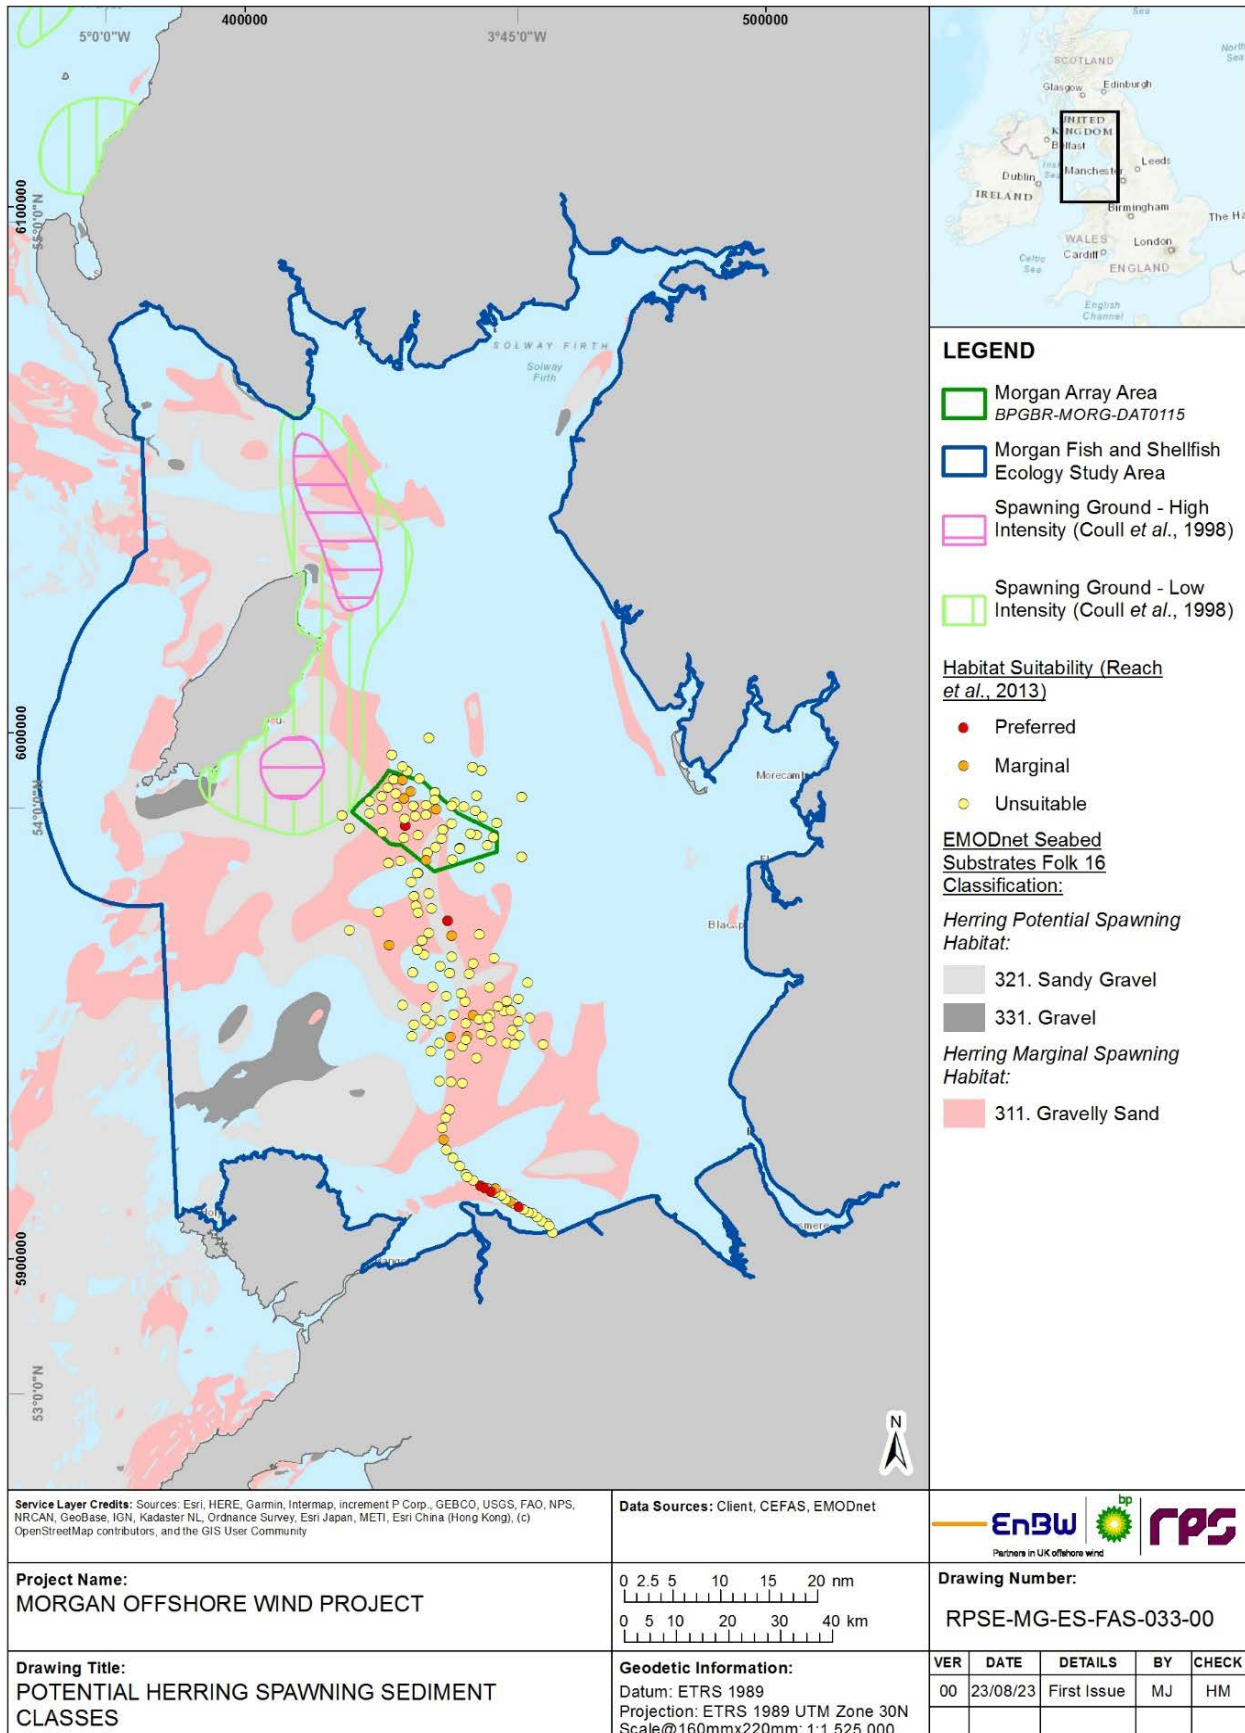 400000
500000
5°0'0"W
3°45'0"W
6100000
55°0'0"N
6000000
54°0'0"N
5900000
53°0'0"N
SOLWAY FIRTH
Solway
Firth
Morecamb
Blac
p
smere
Sea
North
Sea
SCOTLAND
Glasgow
Edinburgh
UNITED
KINGDOM
Belfast
Leeds
Dublin
Manchester
IRELAND
Birmingham
The Ha
WALES
London
Cardiff
Celtic
Sea
ENGLAND
English
Channel
LEGEND
Morgan Array Area
BPGBR-MORG-DAT0115
Morgan Fish and Shellfish
Ecology Study Area
Spawning Ground - High
Intensity (Coull et al., 1998)
Spawning Ground - Low
Intensity (Coull et al., 1998)
Habitat Suitability (Reach
et al., 2013)
Preferred
Marginal
Unsuitable
EMODnet Seabed
Substrates Folk 16
Classification:
Herring Potential Spawning
Habitat:
321. Sandy Gravel
331. Gravel
Herring Marginal Spawning
Habitat:
311. Gravelly Sand
N
Service Layer Credits: Sources: Esri, HERE, Garmin, Intermap, increment P Corp., GEBCO, USGS, FAO, NPS,
NRCAN, GeoBase, IGN, Kadaster NL, Ordnance Survey, Esri Japan, METI, Esri China (Hong Kong), (c)
OpenStreetMap contributors, and the GIS User Community
Data Sources: Client, CEFAS, EMODnet
EnBW
bp
rps
Partners in UK offshore wind
Project Name:
MORGAN OFFSHORE WIND PROJECT
0 2.5 5 10 15 20 nm
0 5 10 20 30 40 km
Drawing Number:
RPSE-MG-ES-FAS-033-00
Drawing Title:
POTENTIAL HERRING SPAWNING SEDIMENT
CLASSES
Geodetic Information:
Datum: ETRS 1989
Projection: ETRS 1989 UTM Zone 30N
Scale@160mmx220mm: 1:1,525,000
VER DATE DETAILS BY CHECK
00 23/08/23 First Issue MJ HM